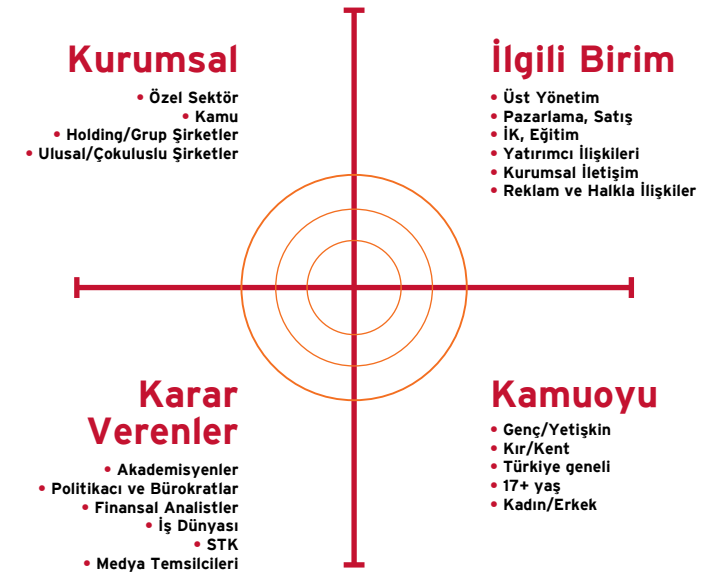 Kurumsal
• Özel Sektör
• Kamu
• Holding/Grup Şirketler
• Ulusal/Çokuluslu Şirketler
İlgili Birim
• Üst Yönetim
• Pazarlama, Satış
• İK, Eğitim
• Yatırımcı İlişkileri
• Kurumsal İletişim
• Reklam ve Halkla İlişkiler
Karar
Verenler
• Akademisyenler
• Politikacı ve Bürokratlar
• Finansal Analistler
• İş Dünyası
• STK
• Medya Temsilcileri
Kamuoyu
• Genç/Yetişkin
• Kır/Kent
• Türkiye geneli
• 17+ yaş
• Kadın/Erkek